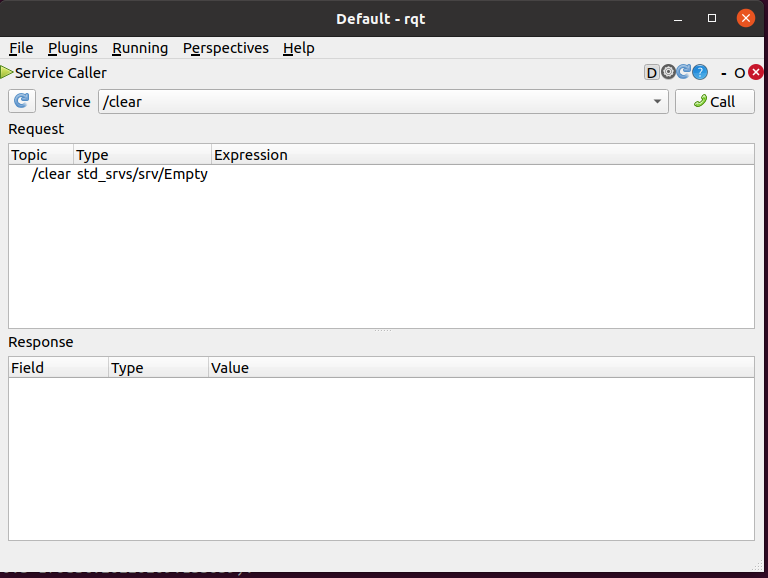 Default - rqt
File Plugins Running Perspectives Help
Service Caller D ? - O
Service /clear Call
Request
Topic Type Expression
/clear std_srvs/srv/Empty
Response
Field Type Value